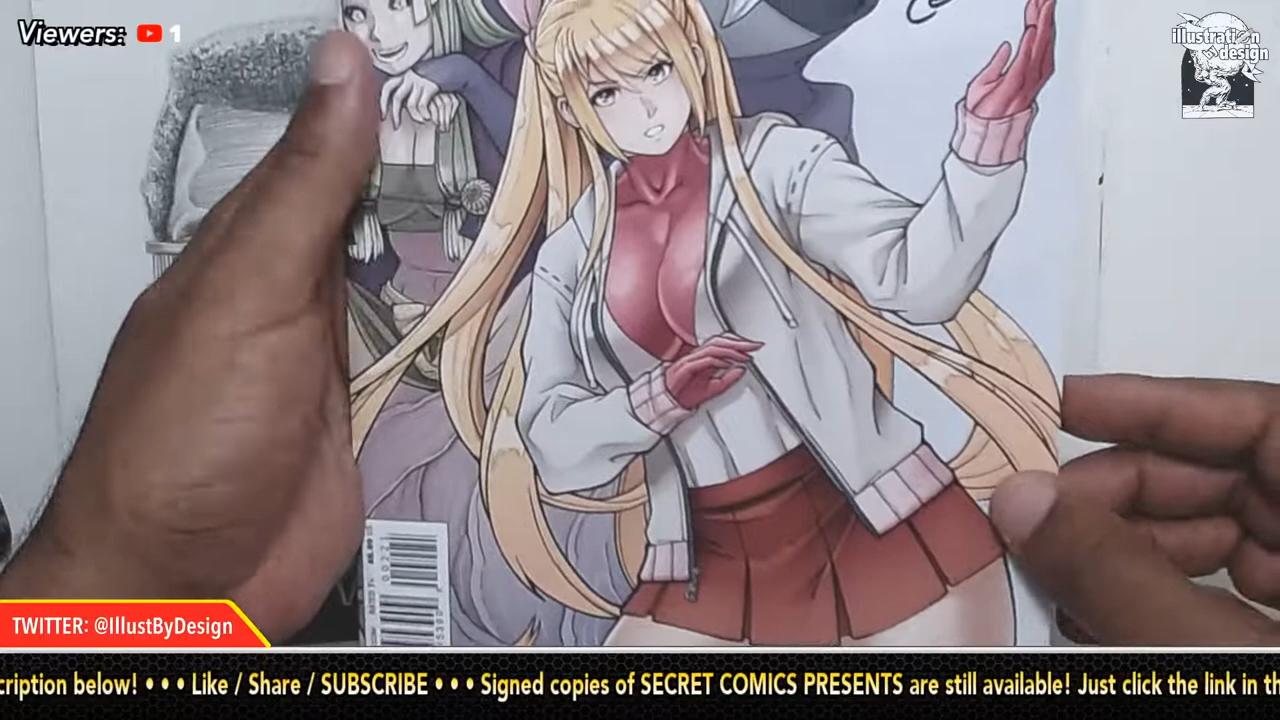 Viewers: 1
illustration
design
TWITTER: @IllustByDesign
cription below! • • • Like / Share / SUBSCRIBE • • • Signed copies of SECRET COMICS PRESENTS are still available! Just click the link in th